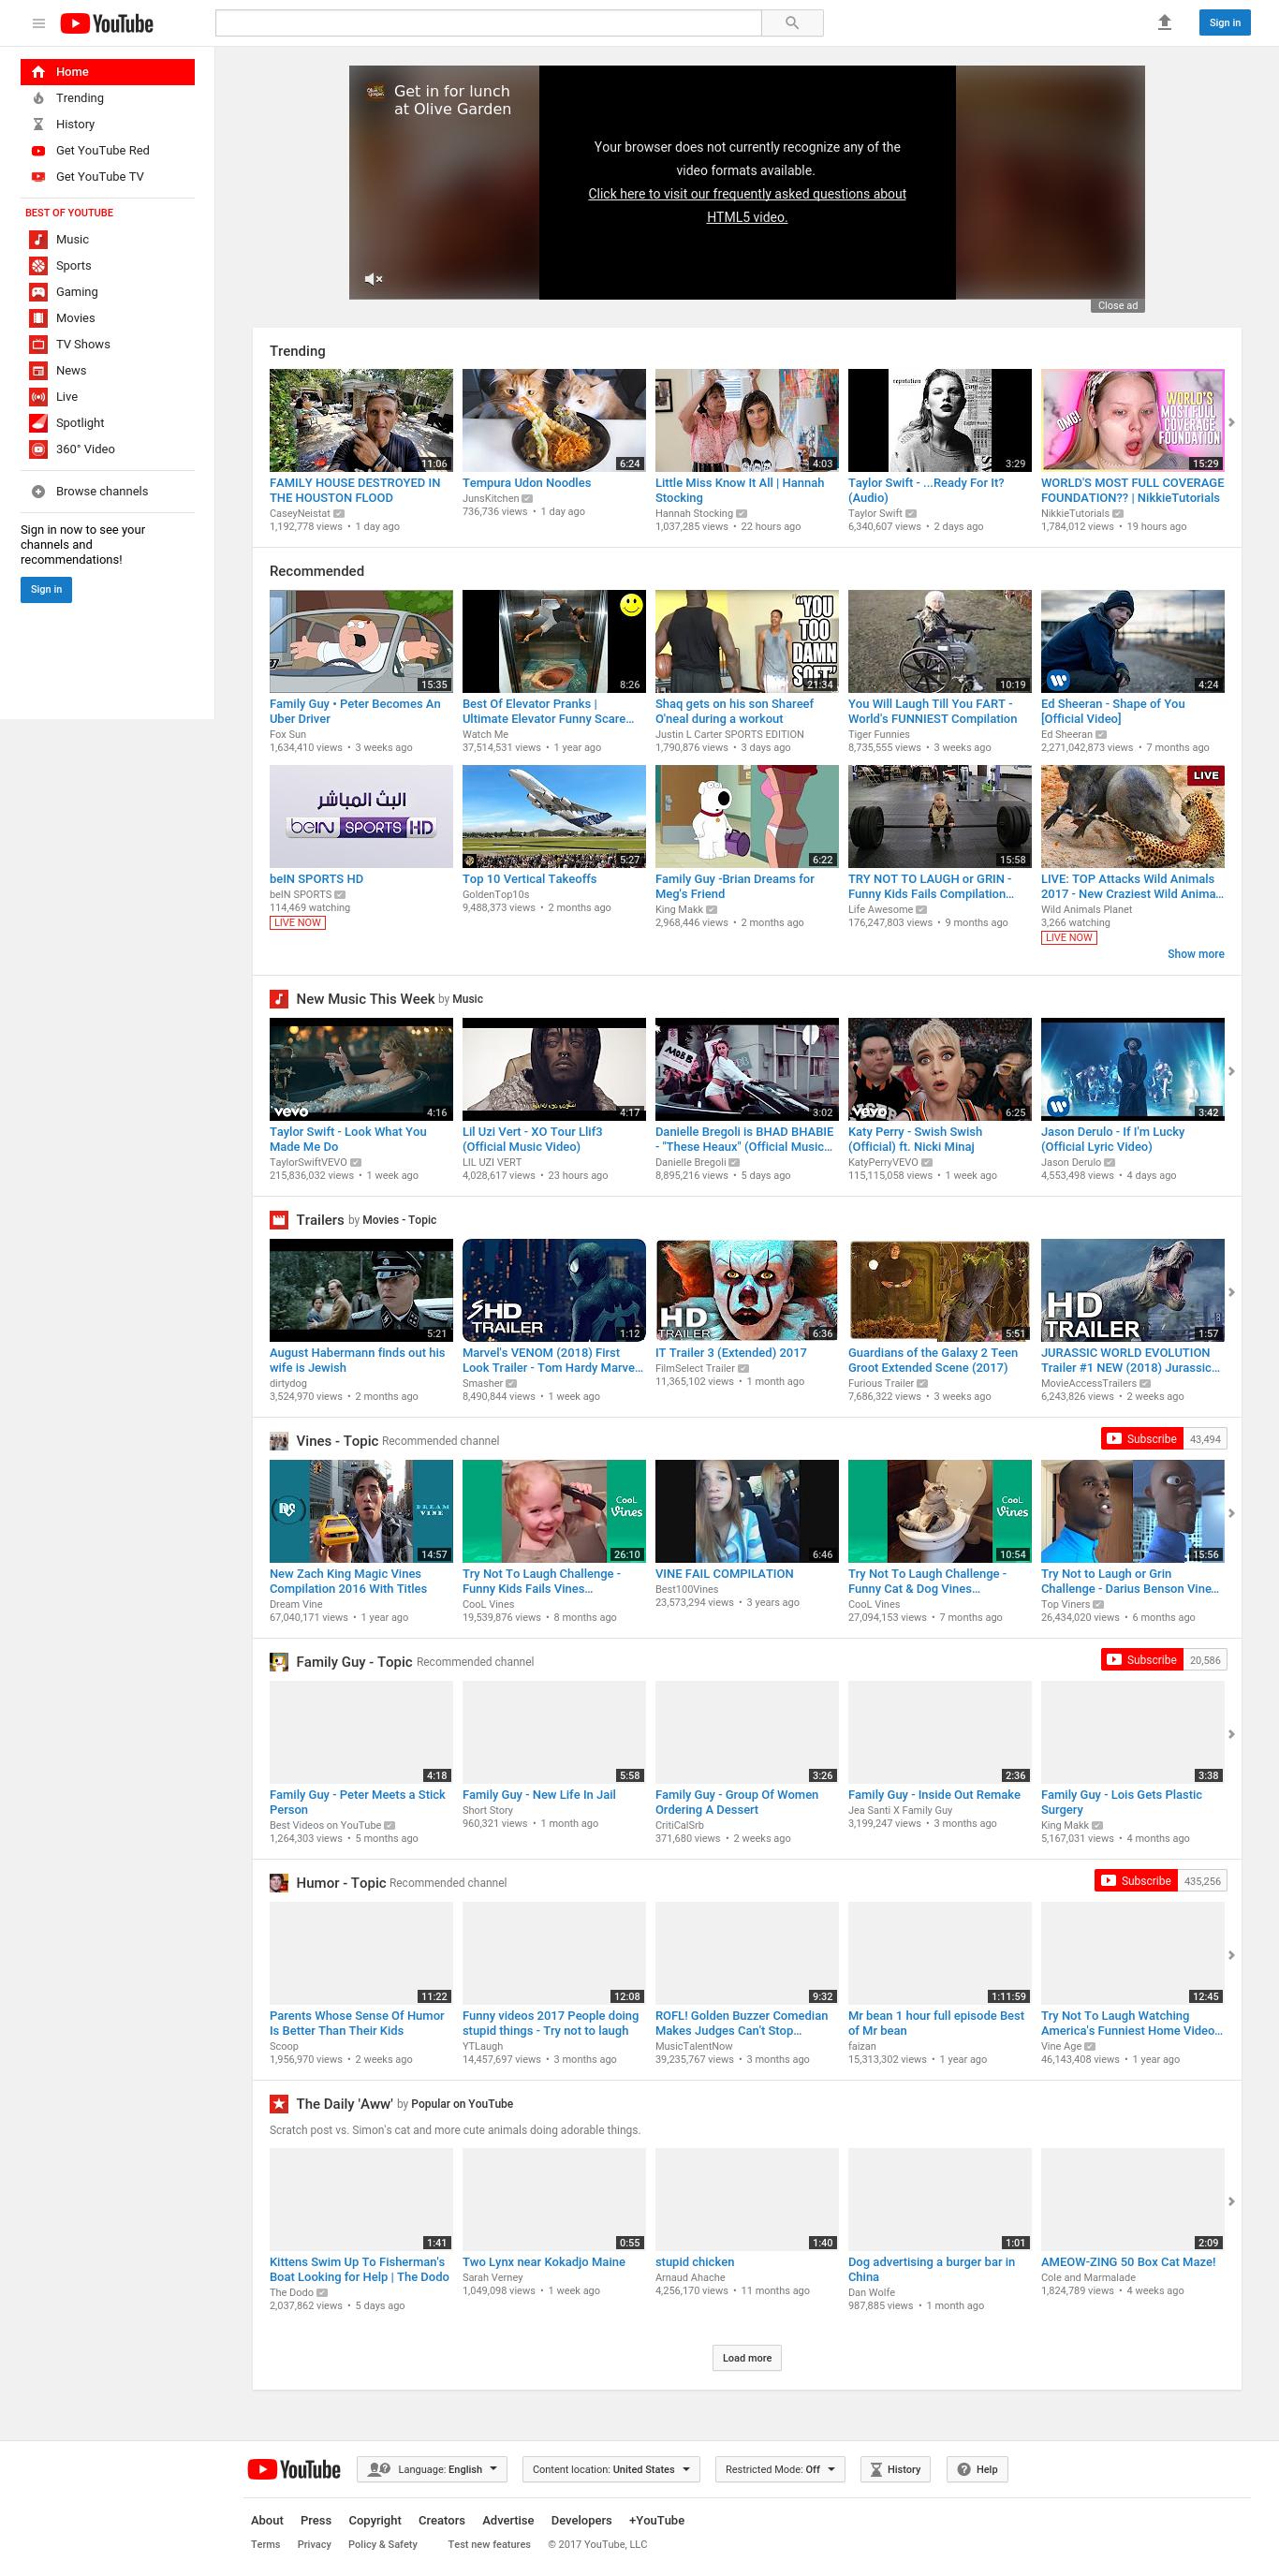 YouTube
Sign in
Home
Trending
History
Get YouTube Red
Get YouTube TV
BEST OF YOUTUBE
Music
Sports
Gaming
Movies
TV Shows
News
Live
Spotlight
360° Video
Browse channels
Sign in now to see your
channels and
recommendations!
Sign in
Get in for lunch
at Olive Garden
Your browser does not currently recognize any of the
video formats available.
Click here to visit our frequently asked questions about
HTML5 video.
Close ad
Trending
11:06
FAMILY HOUSE DESTROYED IN
THE HOUSTON FLOOD
CaseyNeistat
1,192,778 views • 1 day ago
6:24
Tempura Udon Noodles
JunsKitchen
736,736 views • 1 day ago
4:03
Little Miss Know It All | Hannah
Stocking
Hannah Stocking
1,037,285 views • 22 hours ago
reputation
3:29
Taylor Swift - ...Ready For It?
(Audio)
Taylor Swift
6,340,607 views • 2 days ago
OMG!
WORLD'S
MOST FULL
COVERAGE
FOUNDATION
15:29
WORLD'S MOST FULL COVERAGE
FOUNDATION?? | NikkieTutorials
NikkieTutorials
1,784,012 views • 19 hours ago
Recommended
15:35
Family Guy • Peter Becomes An
Uber Driver
Fox Sun
1,634,410 views • 3 weeks ago
8:26
Best Of Elevator Pranks |
Ultimate Elevator Funny Scare...
Watch Me
37,514,531 views • 1 year ago
"YOU
TOO
DAMN
SOFT"
21:34
Shaq gets on his son Shareef
O'neal during a workout
Justin L Carter SPORTS EDITION
1,790,876 views • 3 days ago
10:19
You Will Laugh Till You FART -
World's FUNNIEST Compilation
Tiger Funnies
8,735,555 views • 3 weeks ago
4:24
Ed Sheeran - Shape of You
[Official Video]
Ed Sheeran
2,271,042,873 views • 7 months ago
البث المباشر
beIN SPORTS HD
beIN SPORTS HD
beIN SPORTS
114,469 watching
LIVE NOW
5:27
Top 10 Vertical Takeoffs
GoldenTop10s
9,488,373 views • 2 months ago
6:22
Family Guy -Brian Dreams for
Meg's Friend
King Makk
2,968,446 views • 2 months ago
15:58
TRY NOT TO LAUGH or GRIN -
Funny Kids Fails Compilation...
Life Awesome
176,247,803 views • 9 months ago
LIVE
LIVE: TOP Attacks Wild Animals
2017 - New Craziest Wild Anima...
Wild Animals Planet
3,266 watching
LIVE NOW
Show more
New Music This Week by Music
vevo
4:16
Taylor Swift - Look What You
Made Me Do
TaylorSwiftVEVO
215,836,032 views • 1 week ago
4:17
Lil Uzi Vert - XO Tour Llif3
(Official Music Video)
LIL UZI VERT
4,028,617 views • 23 hours ago
3:02
Danielle Bregoli is BHAD BHABIE
- "These Heaux" (Official Music...
Danielle Bregoli
8,895,216 views • 5 days ago
vevo
6:25
Katy Perry - Swish Swish
(Official) ft. Nicki Minaj
KatyPerryVEVO
115,115,058 views • 1 week ago
3:42
Jason Derulo - If I'm Lucky
(Official Lyric Video)
Jason Derulo
4,553,498 views • 4 days ago
Trailers by Movies - Topic
5:21
August Habermann finds out his
wife is Jewish
dirtydog
3,524,970 views • 2 months ago
HD
TRAILER
1:12
Marvel's VENOM (2018) First
Look Trailer - Tom Hardy Marve...
Smasher
8,490,844 views • 1 week ago
HD
TRAILER
6:36
IT Trailer 3 (Extended) 2017
FilmSelect Trailer
11,365,102 views • 1 month ago
5:51
Guardians of the Galaxy 2 Teen
Groot Extended Scene (2017)
Furious Trailer
7,686,322 views • 3 weeks ago
HD
TRAILER
1:57
JURASSIC WORLD EVOLUTION
Trailer #1 NEW (2018) Jurassic...
MovieAccessTrailers
6,243,826 views • 2 weeks ago
Vines - Topic Recommended channel
Subscribe 43,494
DREAM
VINE
14:57
New Zach King Magic Vines
Compilation 2016 With Titles
Dream Vine
67,040,171 views • 1 year ago
CooL
Vines
26:10
Try Not To Laugh Challenge -
Funny Kids Fails Vines...
CooL Vines
19,539,876 views • 8 months ago
6:46
VINE FAIL COMPILATION
Best100Vines
23,573,294 views • 3 years ago
CooL
Vines
10:54
Try Not To Laugh Challenge -
Funny Cat & Dog Vines...
CooL Vines
27,094,153 views • 7 months ago
15:56
Try Not to Laugh or Grin
Challenge - Darius Benson Vine...
Top Viners
26,434,020 views • 6 months ago
Family Guy - Topic Recommended channel
Subscribe 20,586
4:18
Family Guy - Peter Meets a Stick
Person
Best Videos on YouTube
1,264,303 views • 5 months ago
5:58
Family Guy - New Life In Jail
Short Story
960,321 views • 1 month ago
3:26
Family Guy - Group Of Women
Ordering A Dessert
CritiCalSrb
371,680 views • 2 weeks ago
2:36
Family Guy - Inside Out Remake
Jea Santi X Family Guy
3,199,247 views • 3 months ago
3:38
Family Guy - Lois Gets Plastic
Surgery
King Makk
5,167,031 views • 4 months ago
Humor - Topic Recommended channel
Subscribe 435,256
11:22
Parents Whose Sense Of Humor
Is Better Than Their Kids
Scoop
1,956,970 views • 2 weeks ago
12:08
Funny videos 2017 People doing
stupid things - Try not to laugh
YTLaugh
14,457,697 views • 3 months ago
9:32
ROFL! Golden Buzzer Comedian
Makes Judges Can't Stop...
MusicTalentNow
39,235,767 views • 3 months ago
1:11:59
Mr bean 1 hour full episode Best
of Mr bean
faizan
15,313,302 views • 1 year ago
12:45
Try Not To Laugh Watching
America's Funniest Home Video...
Vine Age
46,143,408 views • 1 year ago
The Daily 'Aww' by Popular on YouTube
Scratch post vs. Simon's cat and more cute animals doing adorable things.
1:41
Kittens Swim Up To Fisherman's
Boat Looking for Help | The Dodo
The Dodo
2,037,862 views • 5 days ago
0:55
Two Lynx near Kokadjo Maine
Sarah Verney
1,049,098 views • 1 week ago
1:40
stupid chicken
Arnaud Ahache
4,256,170 views • 11 months ago
1:01
Dog advertising a burger bar in
China
Dan Wolfe
987,885 views • 1 month ago
2:09
AMEOW-ZING 50 Box Cat Maze!
Cole and Marmalade
1,824,789 views • 4 weeks ago
Load more
YouTube
Language: English
Content location: United States
Restricted Mode: Off
History
Help
About Press Copyright Creators Advertise Developers +YouTube
Terms Privacy Policy & Safety Test new features © 2017 YouTube, LLC